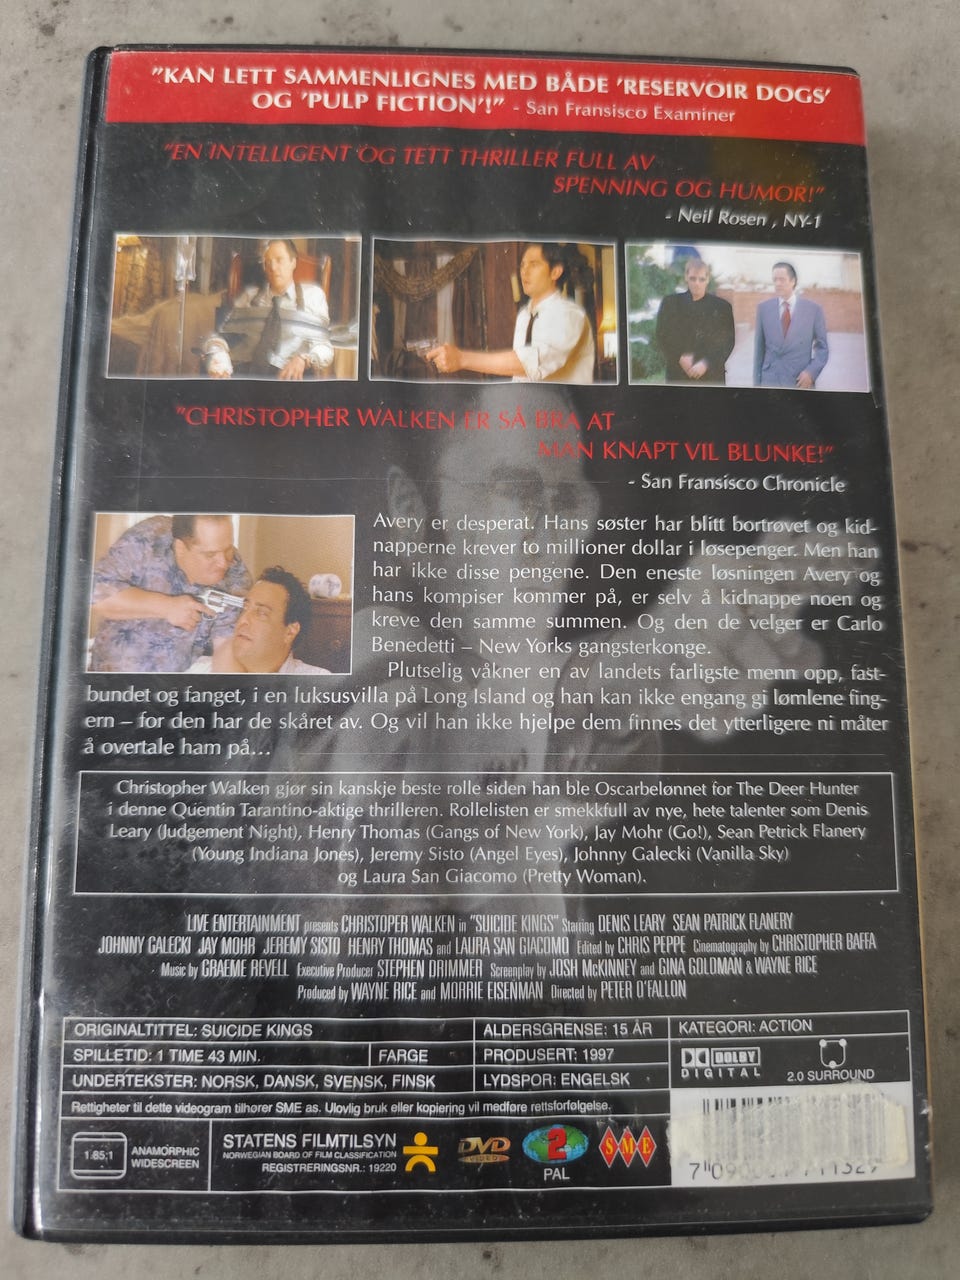 "KAN LETT SAMMENLIGNES MED BÅDE 'RESERVOIR DOGS'
OG 'PULP FICTION'!" - San Fransisco Examiner
"EN INTELLIGENT OG TETT THRILLER FULL AV
SPENNING OG HUMOR!"
- Neil Rosen , NY-1
"CHRISTOPHER WALKEN ER SÅ BRA AT
MAN KNAPT VIL BLUNKE!"
- San Fransisco Chronicle
Avery er desperat. Hans søster har blitt bortrøvet og kid-
napperne krever to millioner dollar i løsepenger. Men han
har ikke disse pengene. Den eneste løsningen Avery og
hans kompiser kommer på, er selv å kidnappe noen og
kreve den samme summen. Og den de velger er Carlo
Benedetti – New Yorks gangsterkonge.
Plutselig våkner en av landets farligste menn opp, fast-
bundet og fanget, i en luksusvilla på Long Island og han kan ikke engang gi lømlene fing-
ern – for den har de skåret av. Og vil han ikke hjelpe dem finnes det ytterligere ni måter
å overtale ham på...
Christopher Walken gjør sin kanskje beste rolle siden han ble Oscarbelønnet for The Deer Hunter
i denne Quentin Tarantino-aktige thrilleren. Rollelisten er smekkfull av nye, hete talenter som Denis
Leary (Judgement Night), Henry Thomas (Gangs of New York), Jay Mohr (Go!), Sean Petrick Flanery
(Young Indiana Jones), Jeremy Sisto (Angel Eyes), Johnny Galecki (Vanilla Sky)
og Laura San Giacomo (Pretty Woman).
LIVE ENTERTAINMENT presents CHRISTOPER WALKEN in "SUICIDE KINGS" Starring DENIS LEARY SEAN PATRICK FLANERY
JOHNNY GALECKI JAY MOHR JEREMY SISTO HENRY THOMAS and LAURA SAN GIACOMO Edited by CHRIS PEPPE Cinematography by CHRISTOPHER BAFFA
Music by GRAEME REVELL Executive Producer STEPHEN DRIMMER Screenplay by JOSH McKINNEY and GINA GOLDMAN & WAYNE RICE
Produced by WAYNE RICE and MORRIE EISENMAN Directed by PETER O'FALLON
ORIGINALTITTEL: SUICIDE KINGS ALDERSGRENSE: 15 ÅR KATEGORI: ACTION
SPILLETID: 1 TIME 43 MIN. FARGE PRODUSERT: 1997
UNDERTEKSTER: NORSK, DANSK, SVENSK, FINSK LYDSPOR: ENGELSK
DOLBY
DIGITAL 2.0 SURROUND
Rettigheter til dette videogram tilhører SME as. Ulovlig bruk eller kopiering vil medføre rettsforfølgelse.
1.85:1 ANAMORPHIC
WIDESCREEN
STATENS FILMTILSYN
NORWEGIAN BOARD OF FILM CLASSIFICATION
REGISTRERINGSNR.: 19220
DVD
VIDEO
2
PAL
SME